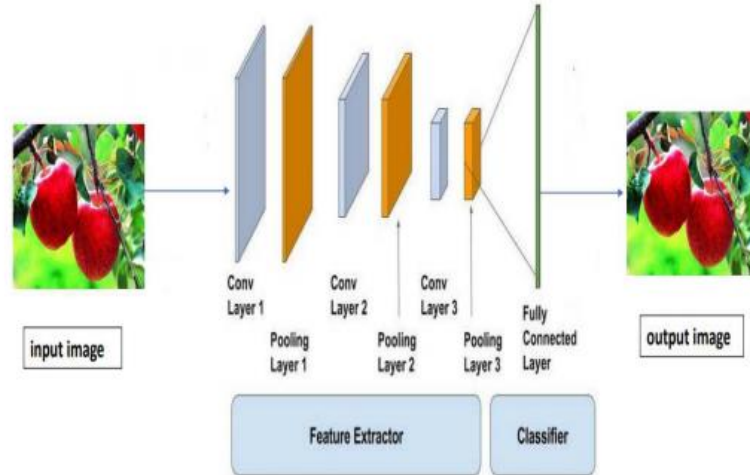 input image
Conv
Layer 1
Pooling
Layer 1
Conv
Layer 2
Pooling
Layer 2
Conv
Layer 3
Pooling
Layer 3
Fully
Connected
Layer
output image
Feature Extractor
Classifier